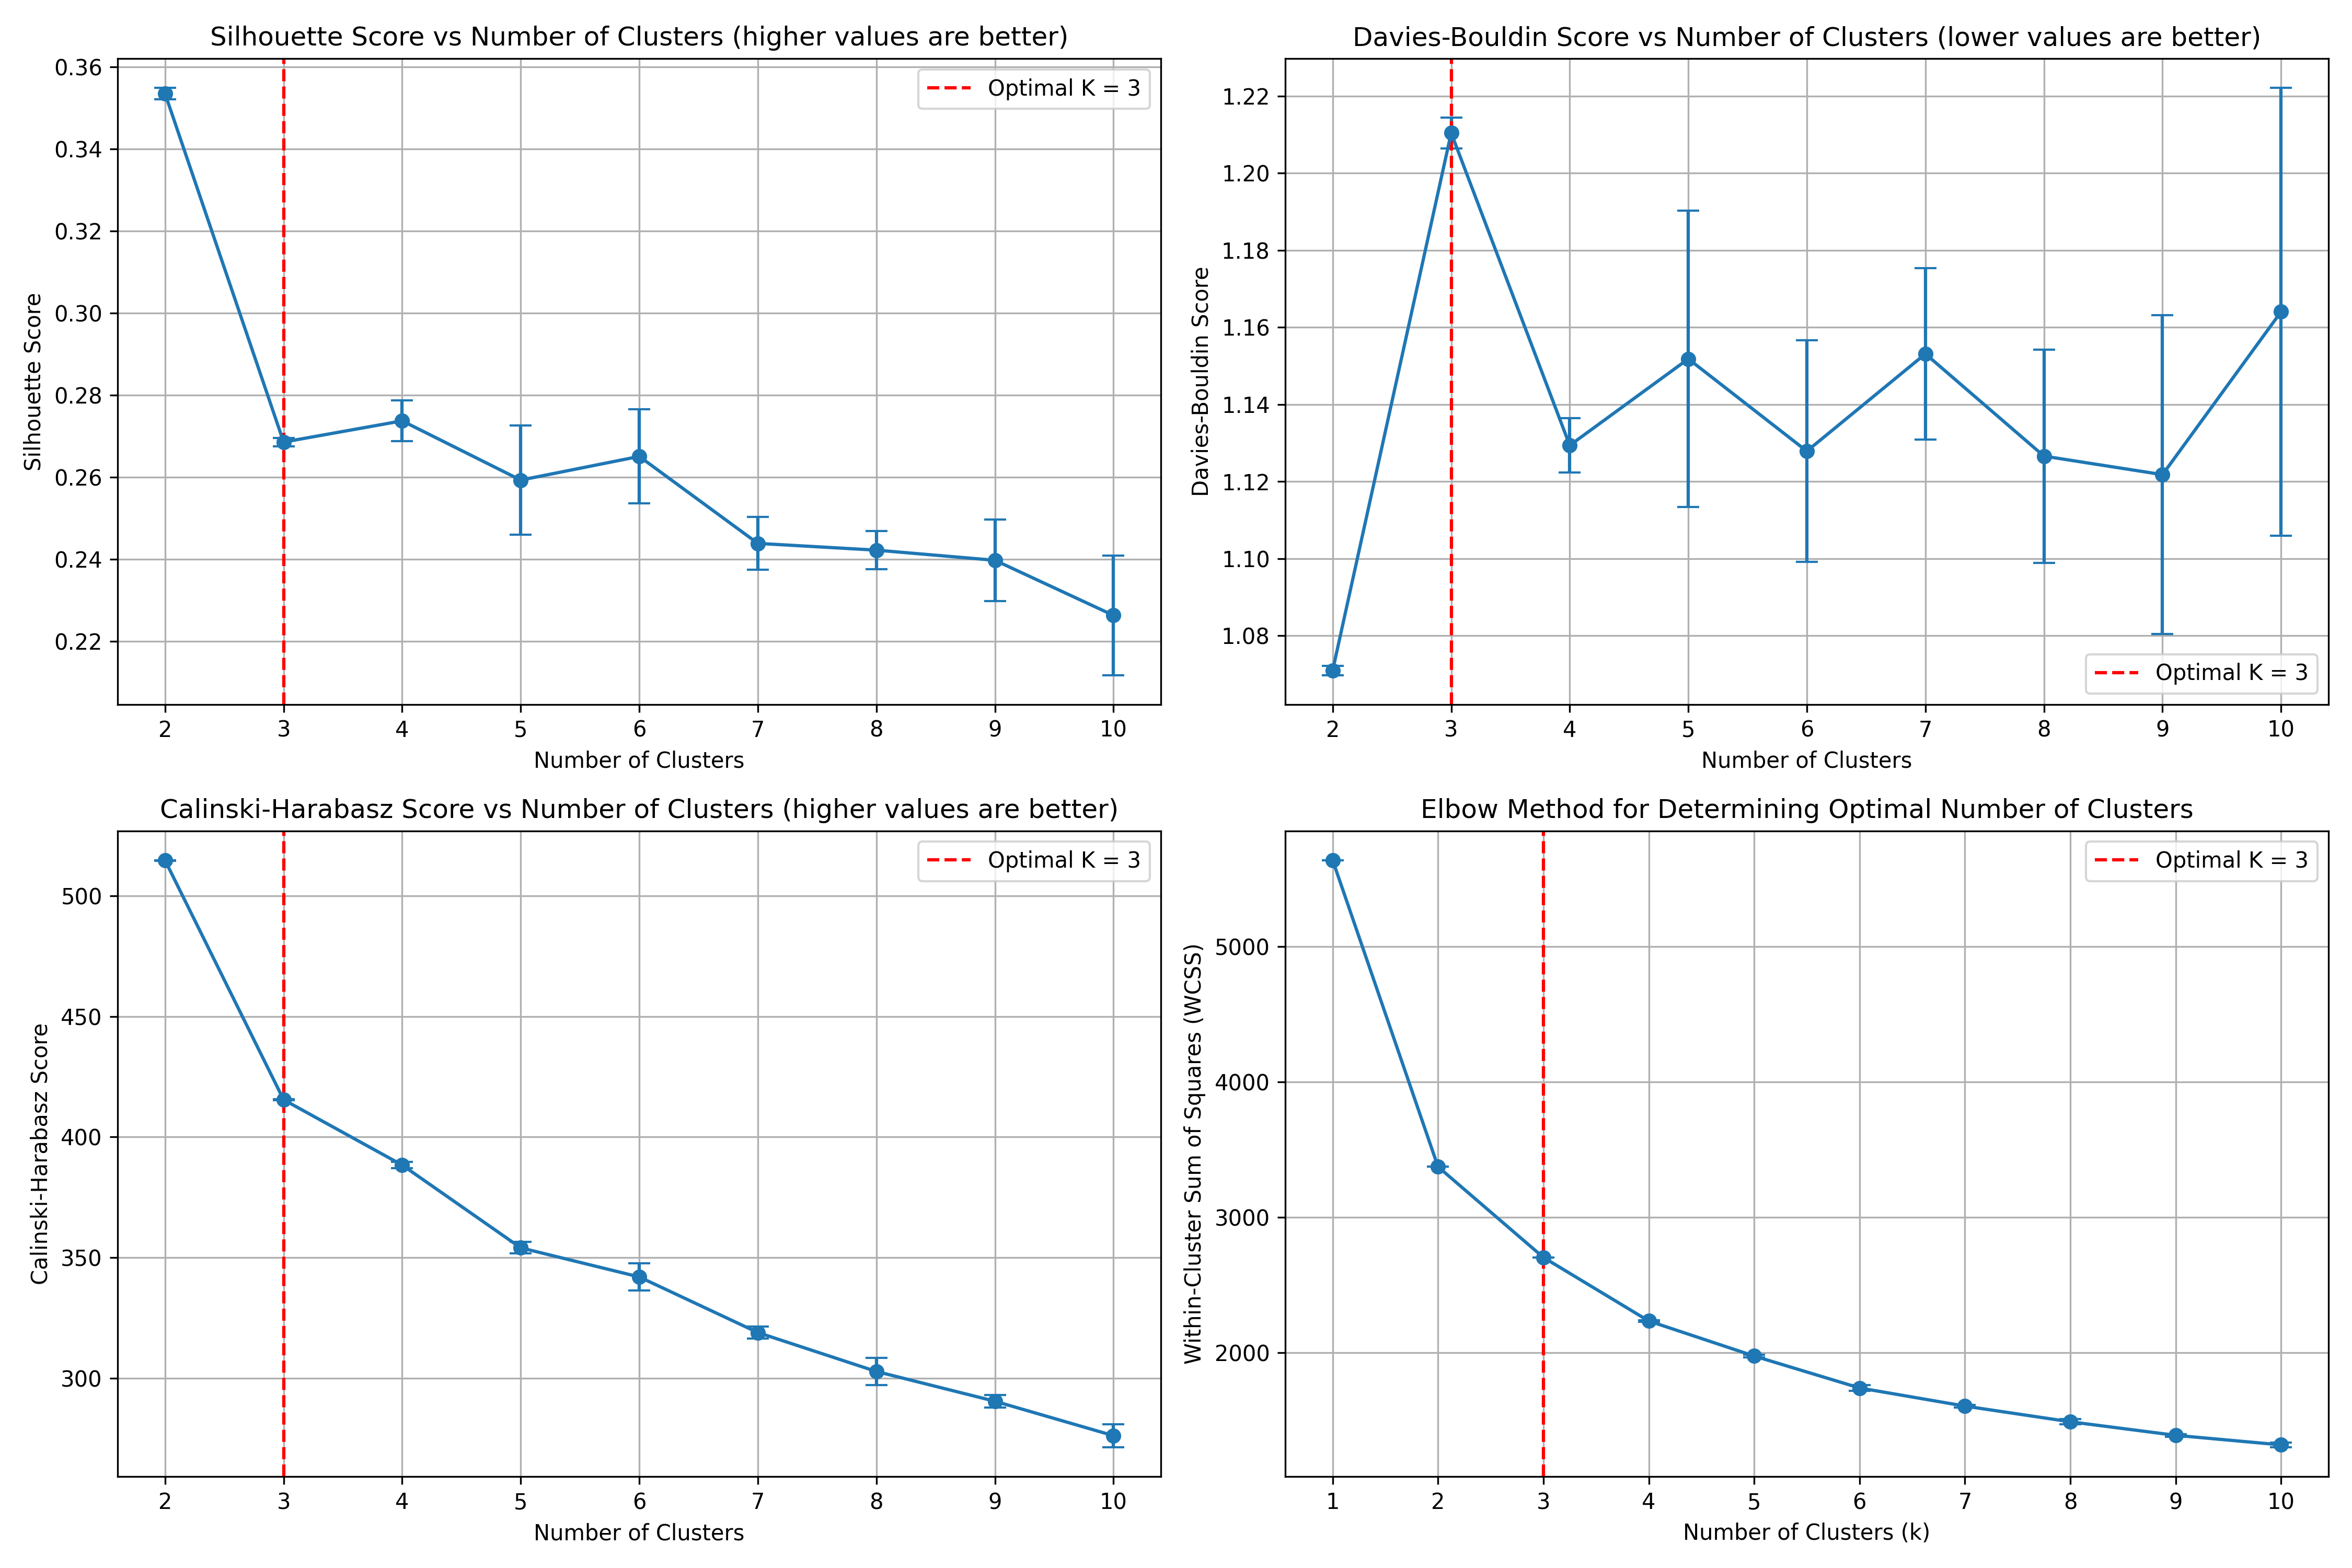 Silhouette Score vs Number of Clusters (higher values are better)
Optimal K = 3
Silhouette Score
0.36
0.34
0.32
0.30
0.28
0.26
0.24
0.22
2 3 4 5 6 7 8 9 10
Number of Clusters
Davies-Bouldin Score vs Number of Clusters (lower values are better)
Davies-Bouldin Score
1.22
1.20
1.18
1.16
1.14
1.12
1.10
1.08
Optimal K = 3
2 3 4 5 6 7 8 9 10
Number of Clusters
Calinski-Harabasz Score vs Number of Clusters (higher values are better)
Optimal K = 3
Calinski-Harabasz Score
500
450
400
350
300
2 3 4 5 6 7 8 9 10
Number of Clusters
Elbow Method for Determining Optimal Number of Clusters
Optimal K = 3
Within-Cluster Sum of Squares (WCSS)
5000
4000
3000
2000
1 2 3 4 5 6 7 8 9 10
Number of Clusters (k)